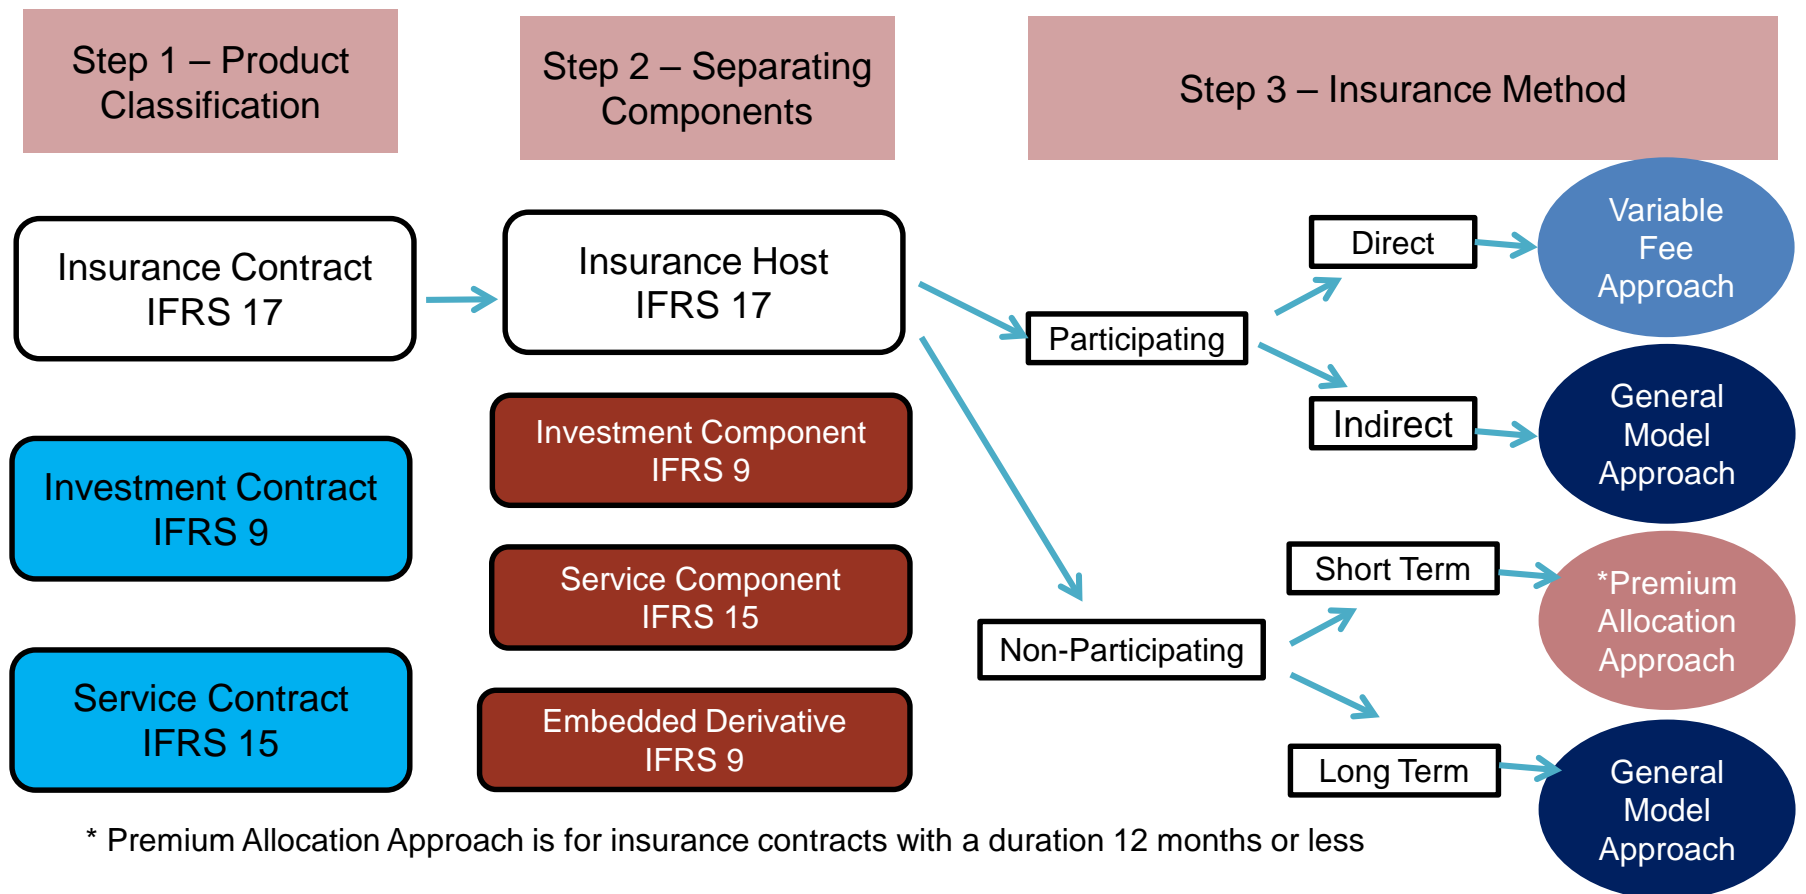 Step 1 – Product
Classification
Step 2 – Separating
Components
Step 3 – Insurance Method
Insurance Contract
IFRS 17
Investment Contract
IFRS 9
Service Contract
IFRS 15
Insurance Host
IFRS 17
Investment Component
IFRS 9
Service Component
IFRS 15
Embedded Derivative
IFRS 9
Participating
Non-Participating
Direct
Indirect
Short Term
Long Term
Variable
Fee
Approach
General
Model
Approach
*Premium
Allocation
Approach
General
Model
Approach
* Premium Allocation Approach is for insurance contracts with a duration 12 months or less